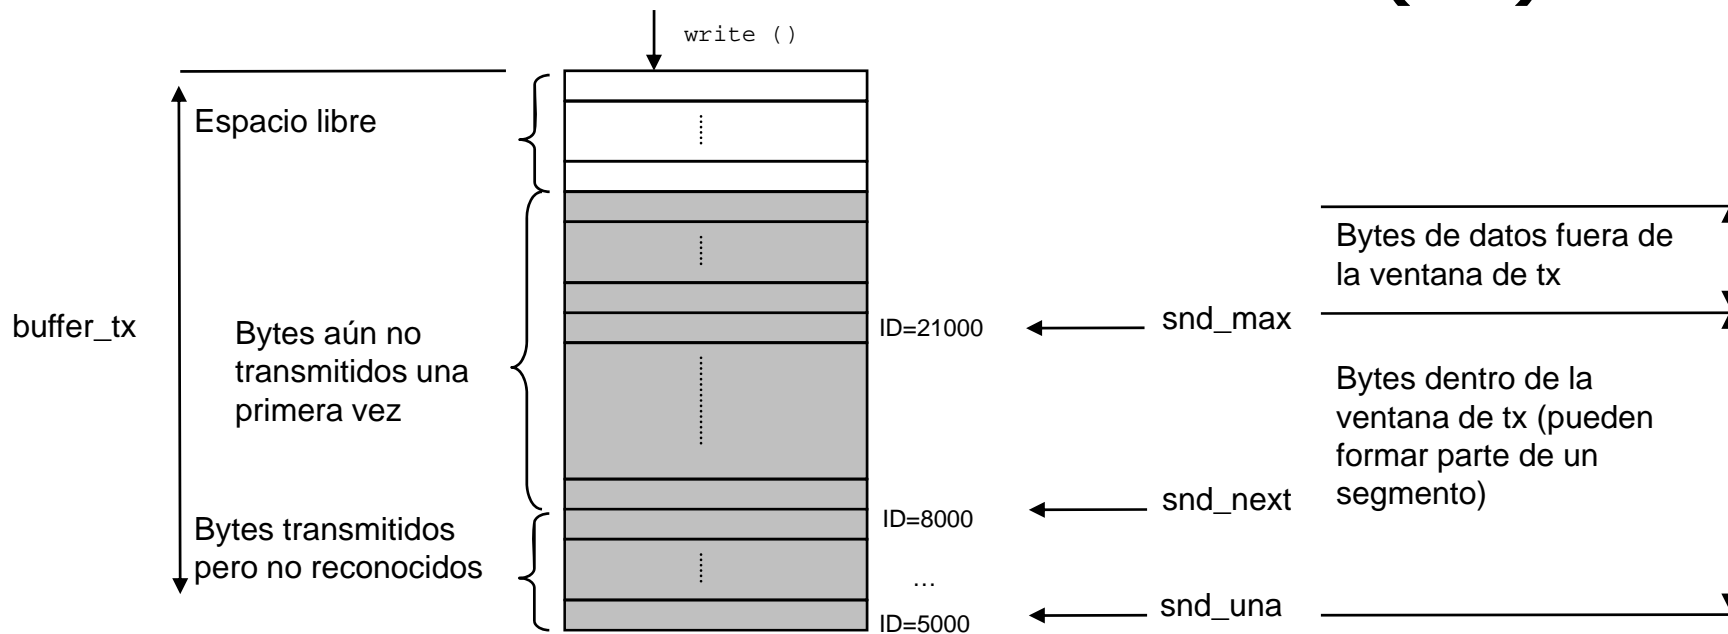 write ()
Espacio libre
buffer_tx
Bytes aún no
transmitidos una
primera vez
Bytes transmitidos
pero no reconocidos
ID=21000
ID=8000
...
ID=5000
snd_max
snd_next
snd_una
Bytes de datos fuera de
la ventana de tx
Bytes dentro de la
ventana de tx (pueden
formar parte de un
segmento)